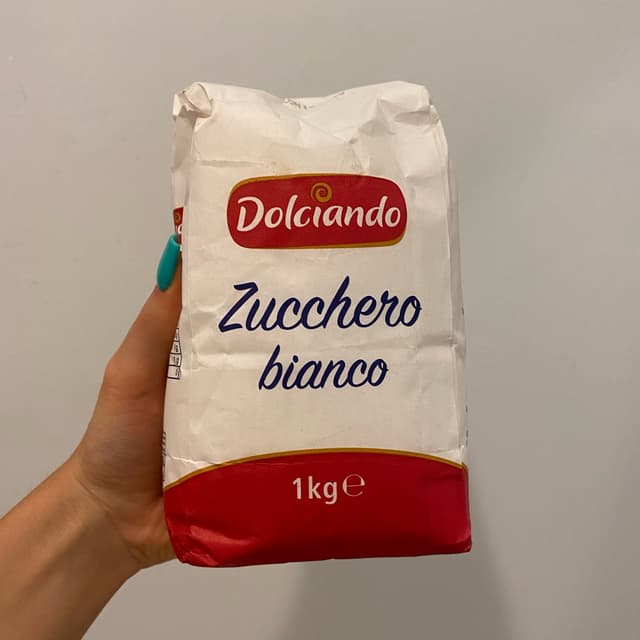 Dolciando
Zucchero
bianco
1kg ℮